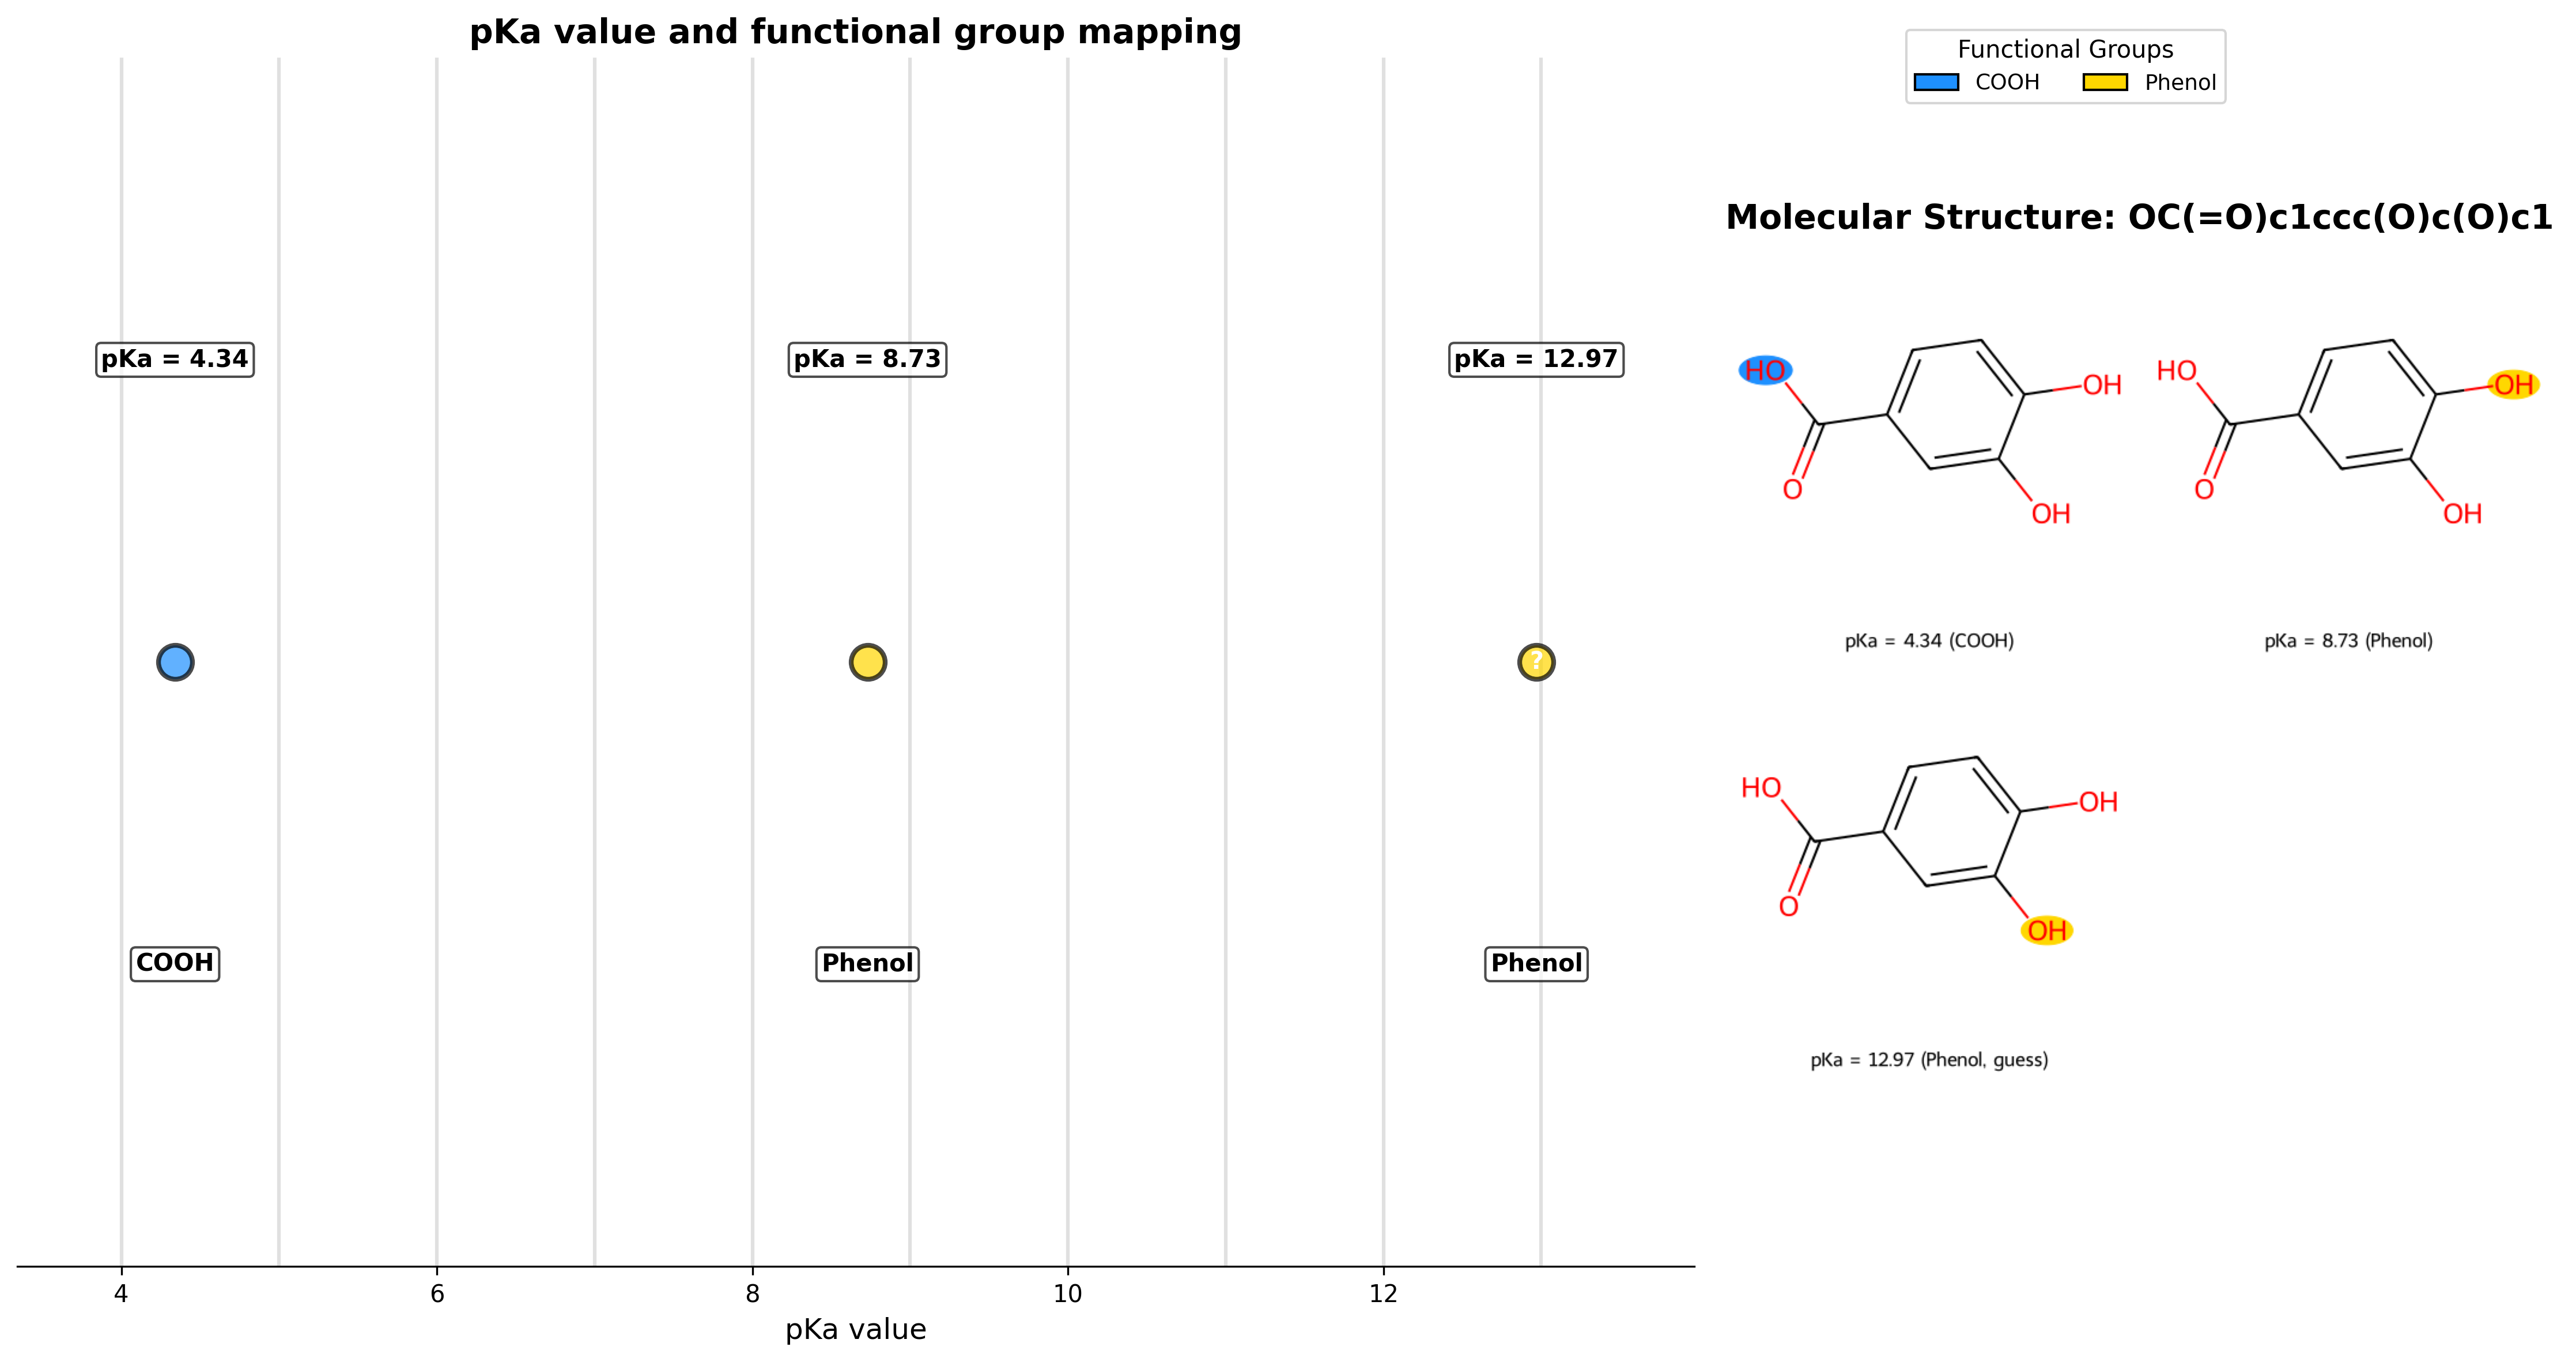 pKa value and functional group mapping
pKa = 4.34
pKa = 8.73
pKa = 12.97
?
COOH
Phenol
Phenol
4
6
8
10
12
pKa value
Functional Groups
COOH
Phenol
Molecular Structure: OC(=O)c1ccc(O)c(O)c1
HO
OH
O
OH
pKa = 4.34 (COOH)
HO
OH
O
OH
pKa = 8.73 (Phenol)
HO
OH
O
OH
pKa = 12.97 (Phenol, guess)